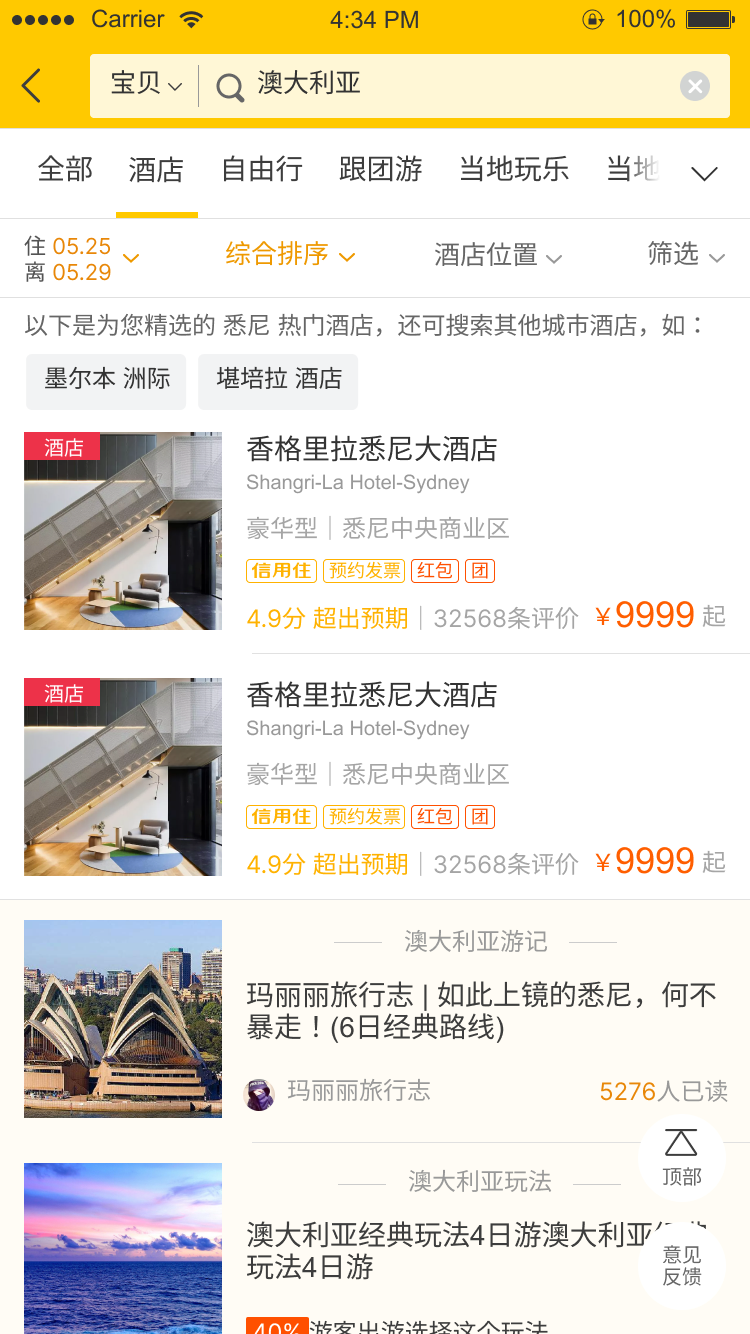 Carrier 4:34 PM 100%
宝贝 澳大利亚
全部 酒店 自由行 跟团游 当地玩乐 当地
住 05.25
离 05.29
综合排序 酒店位置 筛选
以下是为您精选的 悉尼 热门酒店，还可搜索其他城市酒店，如：
墨尔本 洲际 堪培拉 酒店
酒店
香格里拉悉尼大酒店
Shangri-La Hotel-Sydney
豪华型 | 悉尼中央商业区
信用住 预约发票 红包 团
4.9分 超出预期 | 32568条评价 ￥9999 起
酒店
香格里拉悉尼大酒店
Shangri-La Hotel-Sydney
豪华型 | 悉尼中央商业区
信用住 预约发票 红包 团
4.9分 超出预期 | 32568条评价 ￥9999 起
澳大利亚游记
玛丽丽旅行志 | 如此上镜的悉尼，何不
暴走！(6日经典路线)
玛丽丽旅行志 5276人已读
顶部
澳大利亚玩法
澳大利亚经典玩法4日游澳大利亚
玩法4日游
意见
反馈
40%游客出游选择这个玩法